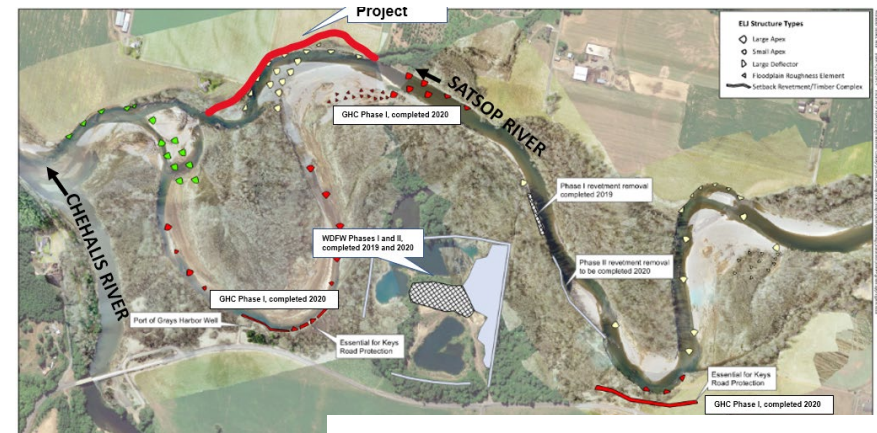 Project
ELJ Structure Types
Large Apex
Small Apex
Large Deflector
Floodplain Roughness Element
Setback Revetment/Timber Complex
SATSOP RIVER
GHC Phase I, completed 2020
Phase I revetment removal
completed 2019
CHEHALIS RIVER
WDFW Phases I and II,
completed 2019 and 2020
Phase II revetment removal
to be completed 2020
GHC Phase I, completed 2020
Port of Grays Harbor Well
Essential for Keys
Road Protection
Essential for Keys
Road Protection
GHC Phase I, completed 2020